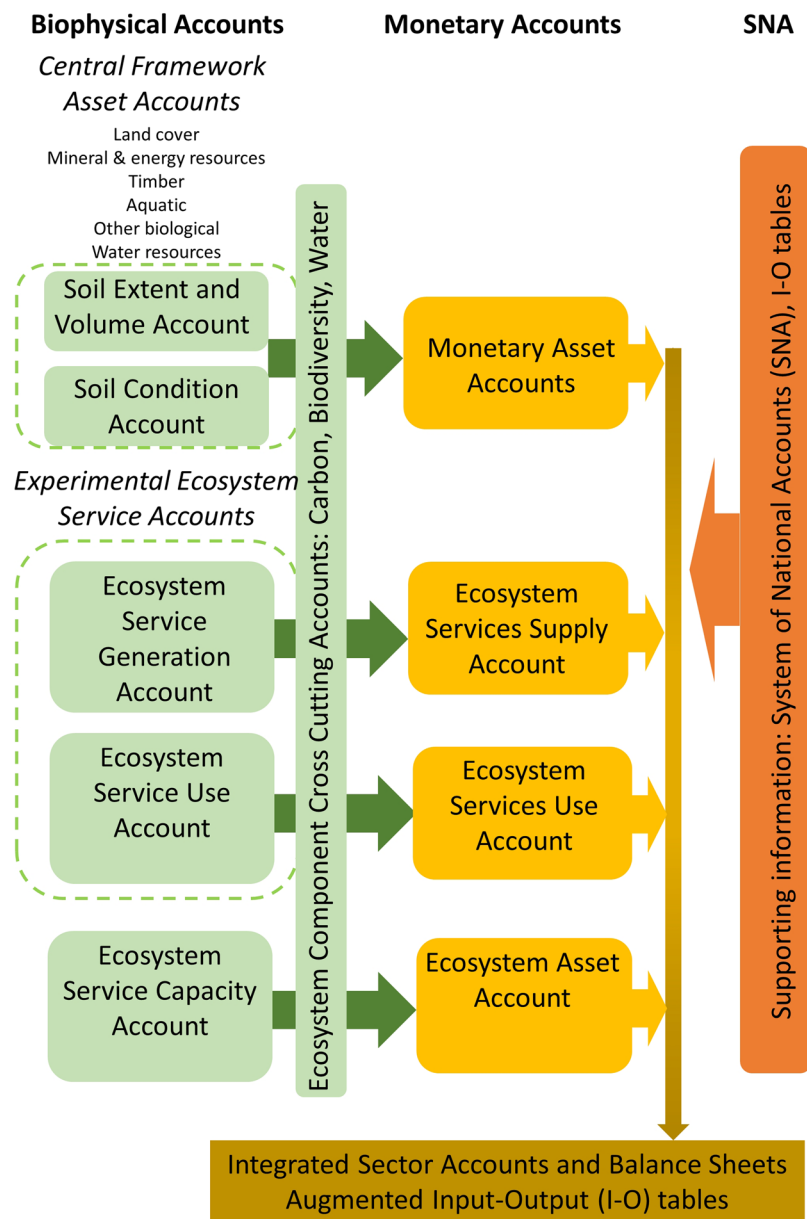 Biophysical Accounts
Monetary Accounts
SNA
Central Framework
Asset Accounts
Land cover
Mineral & energy resources
Timber
Aquatic
Other biological
Water resources
Soil Extent and
Volume Account
Soil Condition
Account
Experimental Ecosystem
Service Accounts
Ecosystem
Service
Generation
Account
Ecosystem
Service Use
Account
Ecosystem
Service Capacity
Account
Ecosystem Component Cross Cutting Accounts: Carbon, Biodiversity, Water
Monetary Asset
Accounts
Ecosystem
Services Supply
Account
Ecosystem
Services Use
Account
Ecosystem Asset
Account
Supporting information: System of National Accounts (SNA), I-O tables
Integrated Sector Accounts and Balance Sheets
Augmented Input-Output (I-O) tables